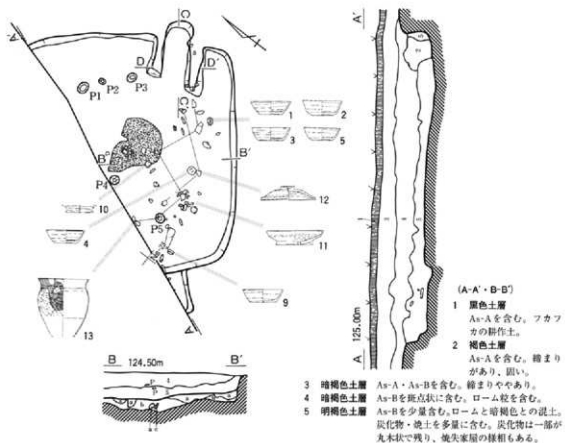 A'
C
D
D'
P1
P2
P3
C'
B
B'
P4
P5
1
2
3
5
10
4
12
11
9
13
A'
A
125.00m
B 124.50m B'
(A-A'・B-B')
1 黒色土層
As-Aを含む。フカフ
カの耕作土。
2 褐色土層
As-Aを含む。締まり
があり、固い。
3 暗褐色土層 As-A・As-Bを含む。締まりややあり。
4 暗褐色土層 As-Bを斑点状に含む。ローム粒を含む。
5 明褐色土層 As-Bを少量含む。ロームと暗褐色との混土。
炭化物・焼土を多量に含む。炭化物は一部が
丸木状で残り、焼失家屋の様相もある。